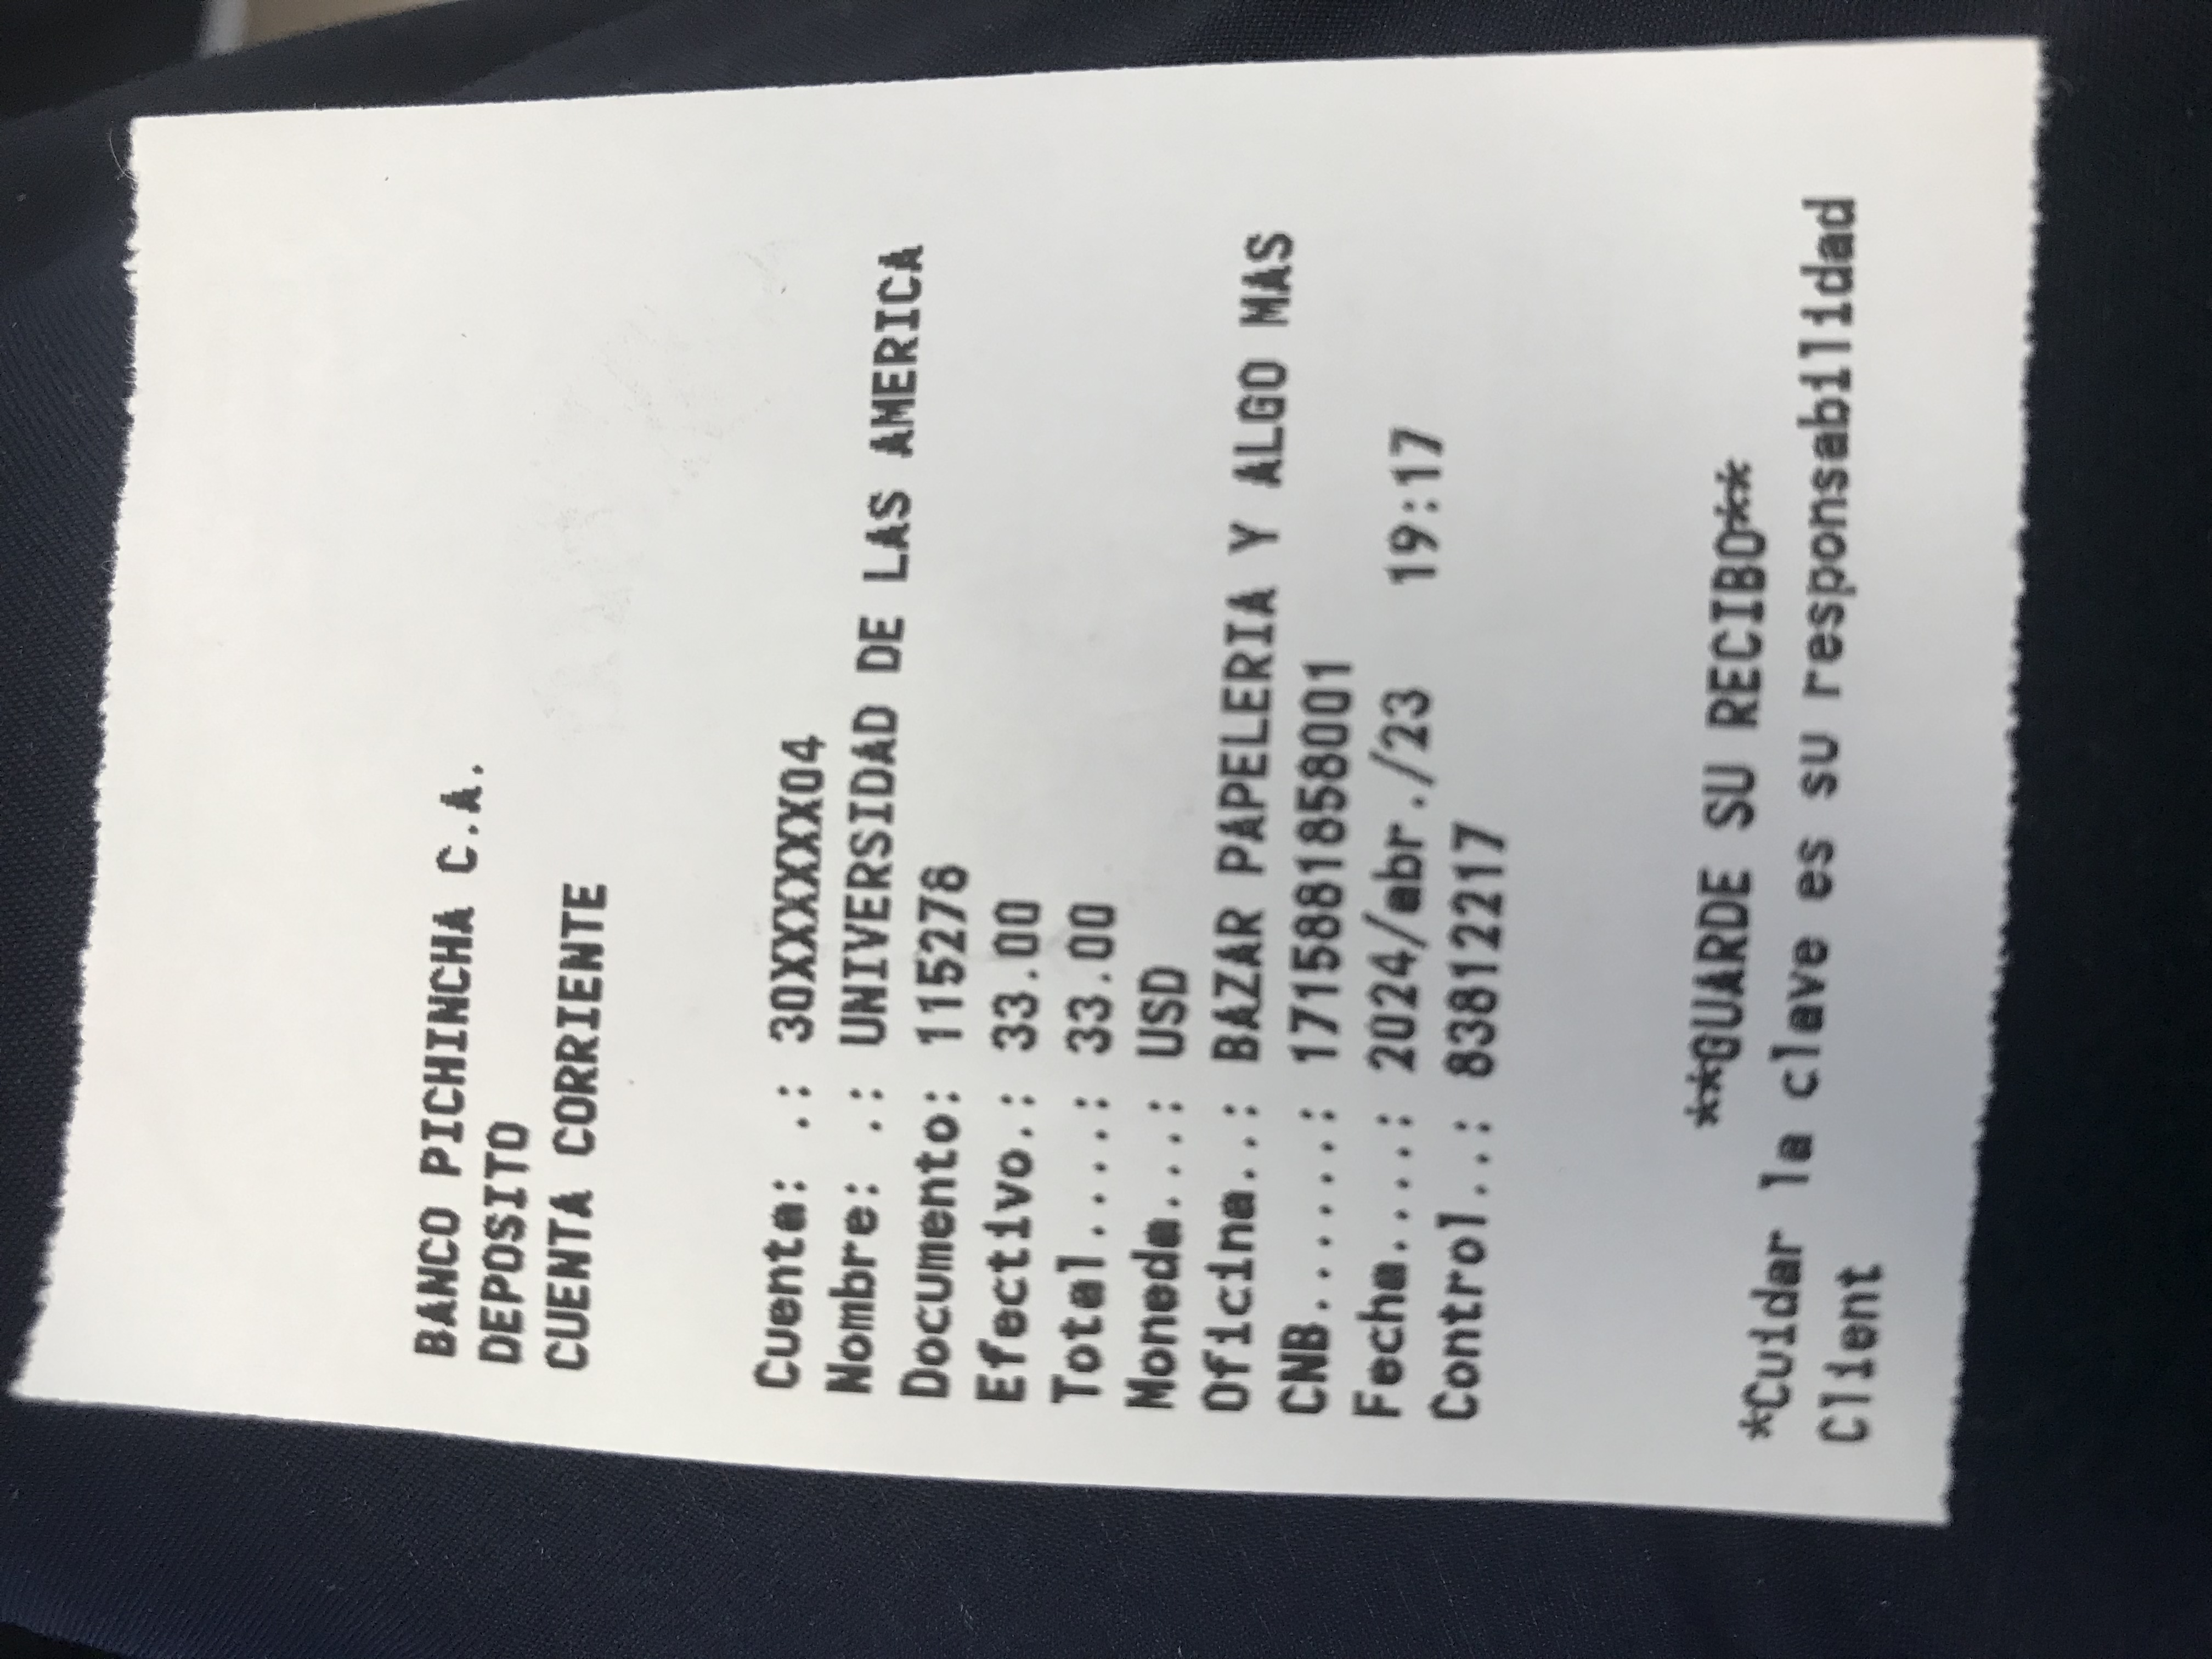 BANCO PICHINCHA C.A.
DEPOSITO
CUENTA CORRIENTE
Cuenta: .: 30XXXXXX04
Nombre: .: UNIVERSIDAD DE LAS AMERICA
Documento: 115278
Efectivo.: 33.00
Total....: 33.00
Moneda...: USD
Oficina..: BAZAR PAPELERIA Y ALGO MAS
CNB......: 1715881858001
Fecha....: 2024/abr./23 19:17
Control..: 83812217
***GUARDE SU RECIBO***
*Cuidar la clave es su responsabilidad
Client